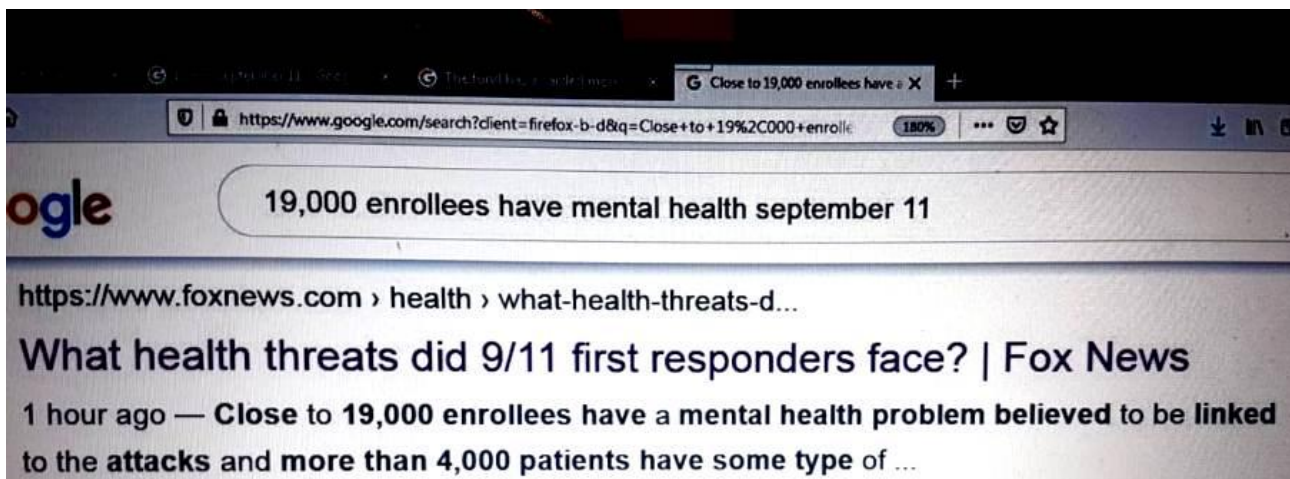 Close to 19,000 enrollees have a
https://www.google.com/search?client=firefox-b-d&q=Close+to+19%2C000+enrolle
180%
ogle
19,000 enrollees have mental health september 11
https://www.foxnews.com › health › what-health-threats-d...
What health threats did 9/11 first responders face? | Fox News
1 hour ago — Close to 19,000 enrollees have a mental health problem believed to be linked
to the attacks and more than 4,000 patients have some type of ...